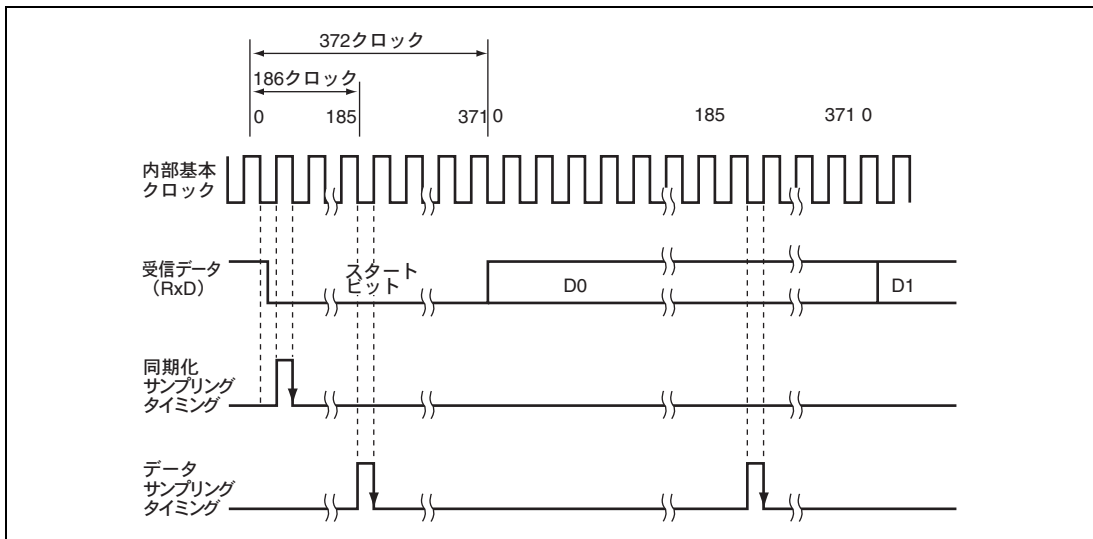 372クロック
186クロック
0 185 371 0 185 371 0
内部基本
クロック
受信データ
（RxD）
スタート
ビット
D0
D1
同期化
サンプリング
タイミング
データ
サンプリング
タイミング